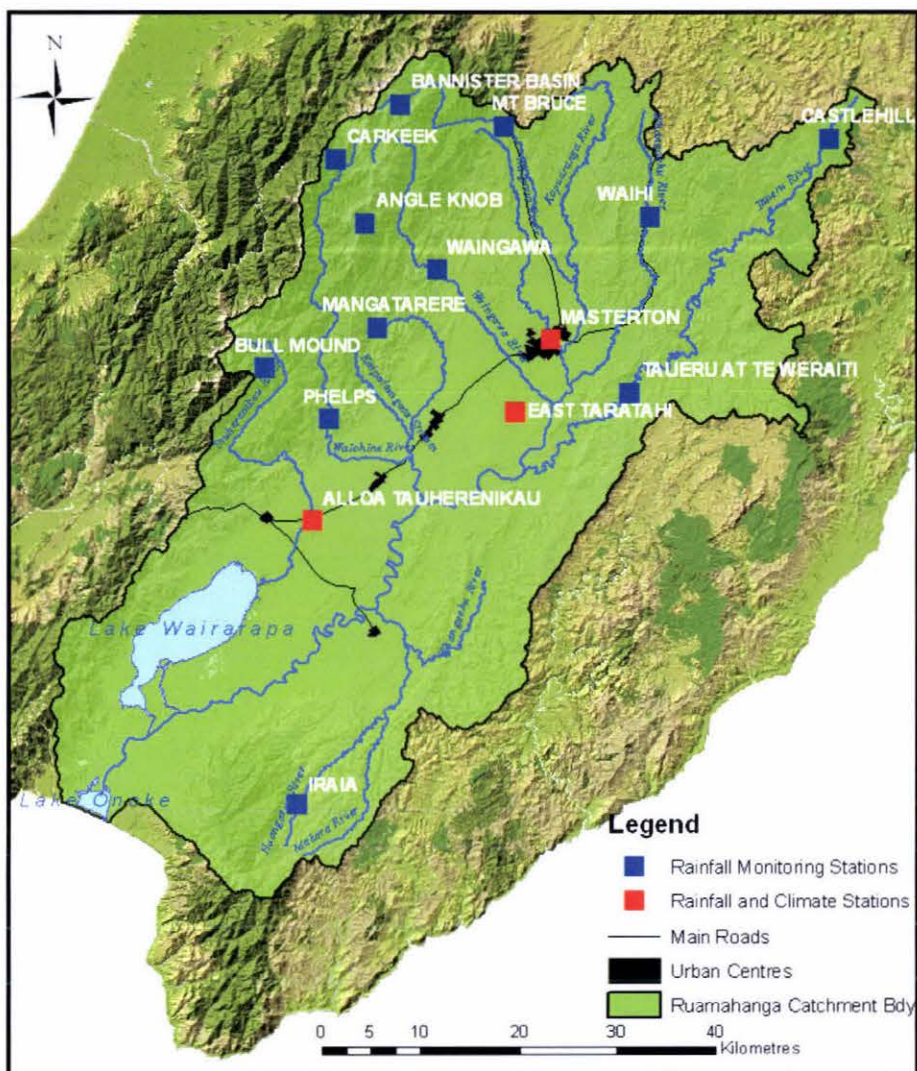 N
BANNISTER BASIN
MT BRUCE
CASTLEHILL
CARKEEK
ANGLE KNOB
WAIHI
WAINGAWA
MANGATARERE
MASTERTON
BULL MOUND
TAUERU AT TE WERAITI
PHELPS
EAST TARATAHI
Waiohine River
ALLOA TAUHERENIKAU
Lake Wairarapa
IRAIA
Lake Onoke
Legend
Rainfall Monitoring Stations
Rainfall and Climate Stations
Main Roads
Urban Centres
Ruamahanga Catchment Bdy
0 5 10 20 30 40
Kilometres